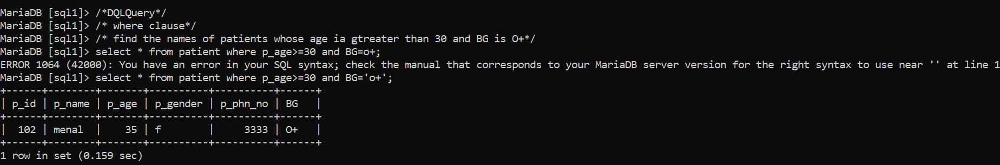 MariaDB [sql1]> /*DQLQuery*/
MariaDB [sql1]> /* where clause*/
MariaDB [sql1]> /* find the names of patients whose age ia gtreater than 30 and BG is O+*/
MariaDB [sql1]> select * from patient where p_age>=30 and BG=o+;
ERROR 1064 (42000): You have an error in your SQL syntax; check the manual that corresponds to your MariaDB server version for the right syntax to use near '' at line 1
MariaDB [sql1]> select * from patient where p_age>=30 and BG='o+';
+------+--------+-------+----------+----------+------+
| p_id | p_name | p_age | p_gender | p_phn_no | BG   |
+------+--------+-------+----------+----------+------+
|  102 | menal  |    35 | f        |     3333 | O+   |
+------+--------+-------+----------+----------+------+
1 row in set (0.159 sec)